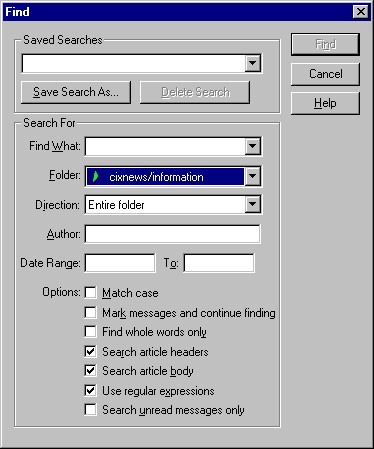 Find
Saved Searches
Find
Save Search As...
Delete Search
Cancel
Help
Search For
Find What:
Folder: cixnews/information
Direction: Entire folder
Author:
Date Range: To:
Options: Match case
Mark messages and continue finding
Find whole words only
Search article headers
Search article body
Use regular expressions
Search unread messages only